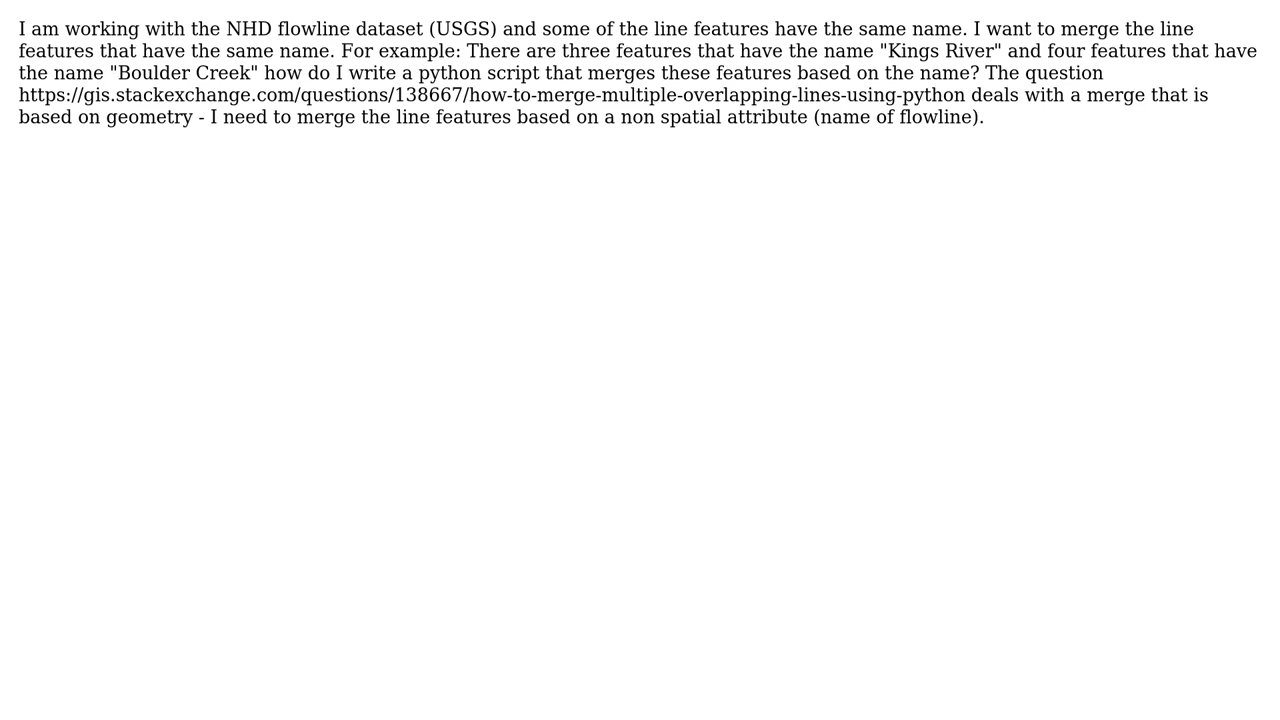 I am working with the NHD flowline dataset (USGS) and some of the line features have the same name. I want to merge the line
features that have the same name. For example: There are three features that have the name "Kings River" and four features that have
the name "Boulder Creek" how do I write a python script that merges these features based on the name? The question
https://gis.stackexchange.com/questions/138667/how-to-merge-multiple-overlapping-lines-using-python deals with a merge that is
based on geometry - I need to merge the line features based on a non spatial attribute (name of flowline).